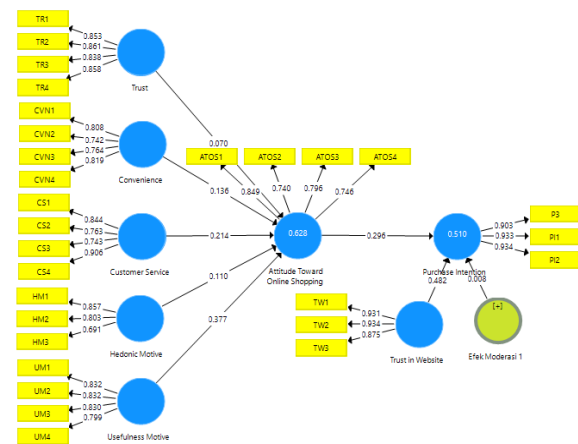 TR1
0.853
TR2
0.861
0.838
TR3
0.858
TR4
Trust
CVN1
0.808
CVN2
0.742
0.764
CVN3
0.819
CVN4
Convenience
CS1
0.844
CS2
0.763
0.743
CS3
0.906
CS4
Customer Service
HM1
0.857
HM2
0.803
0.691
HM3
Hedonic Motive
UM1
0.832
UM2
0.832
0.830
UM3
0.799
UM4
Usefulness Motive
0.070
0.136
0.214
0.110
0.377
ATOS1
ATOS2
ATOS3
ATOS4
0.849
0.740
0.796
0.746
0.628
Attitude Toward
Online Shopping
0.296
0.510
Purchase Intention
0.903
0.933
0.934
P3
PI1
PI2
0.482
0.008
TW1
0.931
TW2
0.934
0.875
TW3
Trust in Website
[+]
Efek Moderasi 1